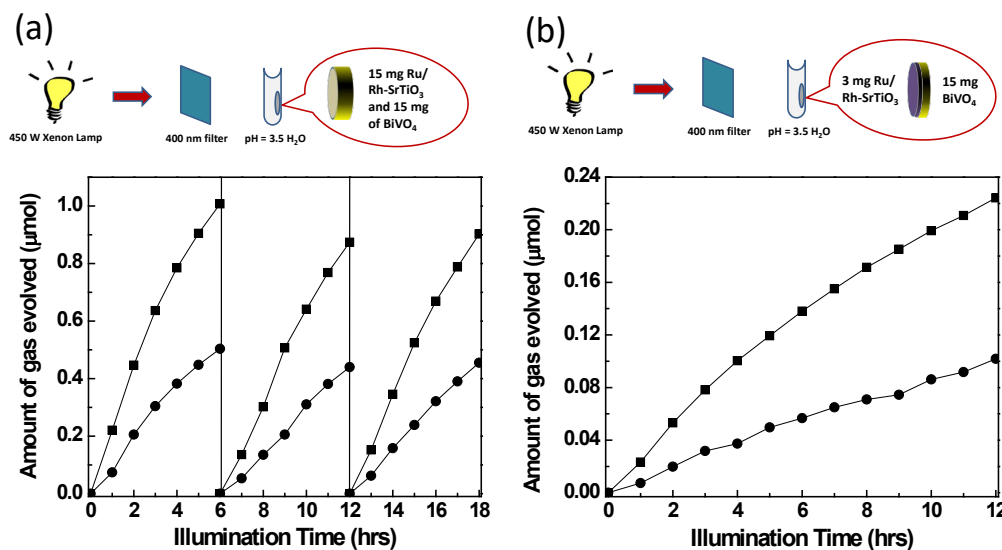 (a)
450 W Xenon Lamp
400 nm filter
pH = 3.5 H₂O
15 mg Ru/
Rh-SrTiO₃
and 15 mg
of BiVO₄
Amount of gas evolved (μmol)
1.0
0.8
0.6
0.4
0.2
0.0
0 2 4 6 8 10 12 14 16 18
Illumination Time (hrs)
(b)
450 W Xenon Lamp
400 nm filter
pH = 3.5 H₂O
3 mg Ru/
Rh-SrTiO₃
15 mg
BiVO₄
Amount of gas evolved (μmol)
0.24
0.20
0.16
0.12
0.08
0.04
0.00
0 2 4 6 8 10 12
Illumination Time (hrs)